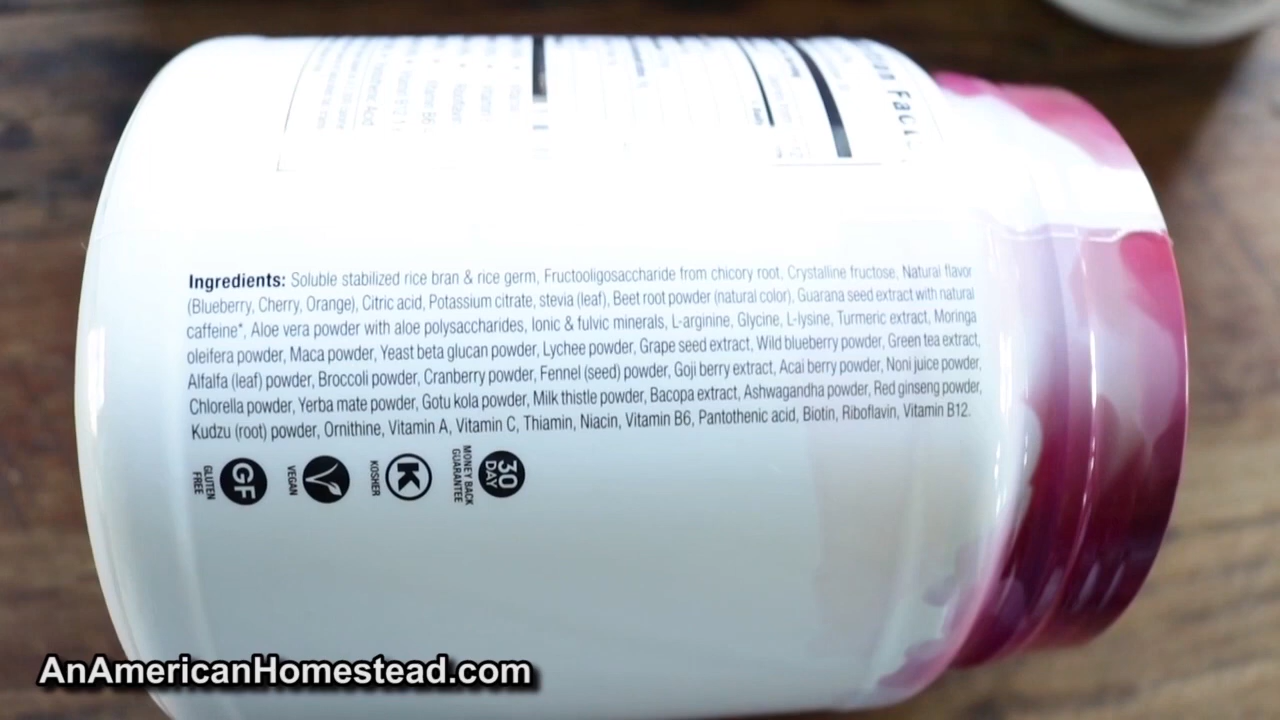 Ingredients: Soluble stabilized rice bran & rice germ, Fructooligosaccharide from chicory root, Crystalline fructose, Natural flavor
(Blueberry, Cherry, Orange), Citric acid, Potassium citrate, stevia (leaf), Beet root powder (natural color), Guarana seed extract with natural
caffeine*, Aloe vera powder with aloe polysaccharides, Ionic & fulvic minerals, L-arginine, Glycine, L-lysine, Turmeric extract, Moringa
oleifera powder, Maca powder, Yeast beta glucan powder, Lychee powder, Grape seed extract, Wild blueberry powder, Green tea extract,
Alfalfa (leaf) powder, Broccoli powder, Cranberry powder, Fennel (seed) powder, Goji berry extract, Acai berry powder, Noni juice powder,
Chlorella powder, Yerba mate powder, Gotu kola powder, Milk thistle powder, Bacopa extract, Ashwagandha powder, Red ginseng powder,
Kudzu (root) powder, Ornithine, Vitamin A, Vitamin C, Thiamin, Niacin, Vitamin B6, Pantothenic acid, Biotin, Riboflavin, Vitamin B12.
30
DAY
MONEY BACK
GUARANTEE
K
KOSHER
VEGAN
GF
GLUTEN
FREE
AnAmericanHomestead.com